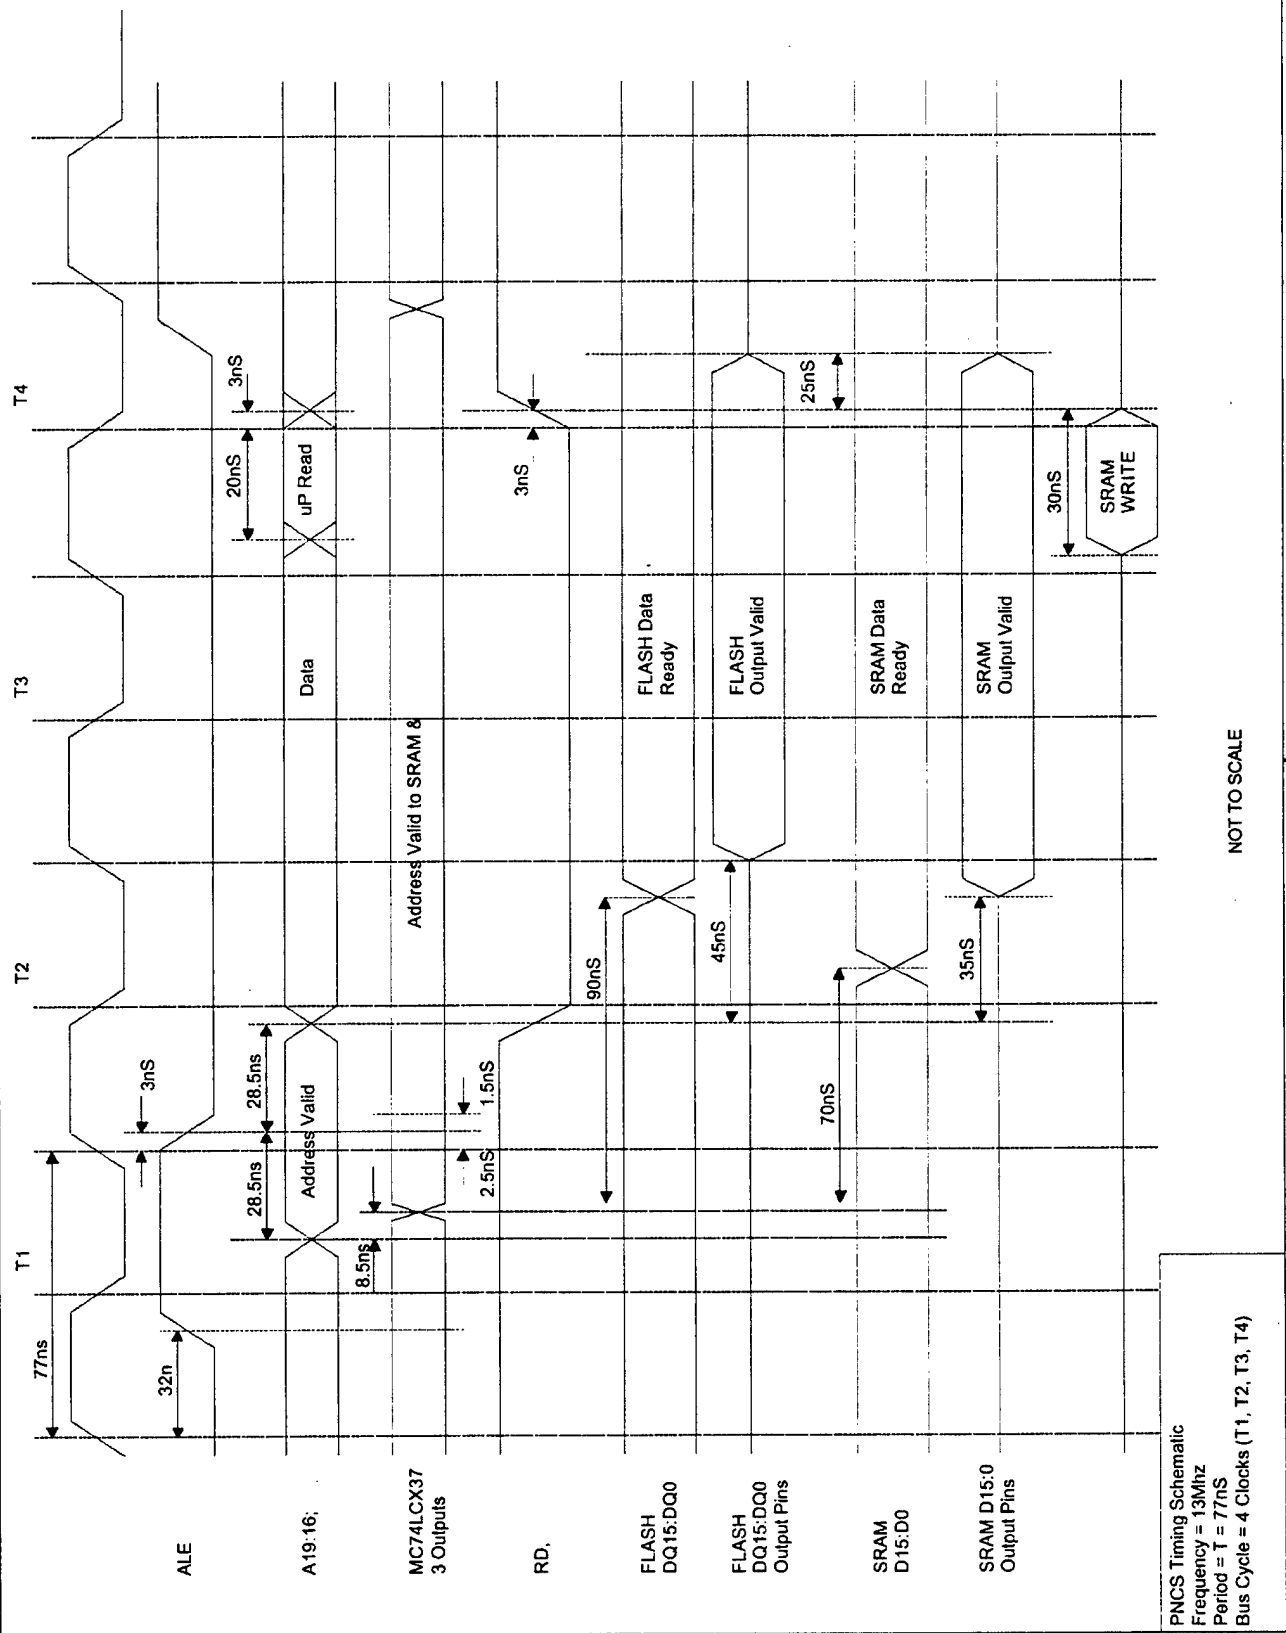 T1
T2
T3
T4
77ns
ALE
32n
3nS
A19:16;
28.5ns
28.5ns
20nS
3nS
Address Valid
Data
uP Read
MC74LCX37
3 Outputs
8.5ns
Address Valid to SRAM &
2.5nS
1.5nS
RD,
3nS
90nS
FLASH
DQ15:DQ0
FLASH Data
Ready
45nS
FLASH
DQ15:DQ0
Output Pins
FLASH
Output Valid
25nS
70nS
SRAM
D15:D0
SRAM Data
Ready
35nS
SRAM D15:0
Output Pins
SRAM
Output Valid
30nS
SRAM
WRITE
PNCS Timing Schematic
Frequency = 13Mhz
Period = T = 77nS
Bus Cycle = 4 Clocks (T1, T2, T3, T4)
NOT TO SCALE